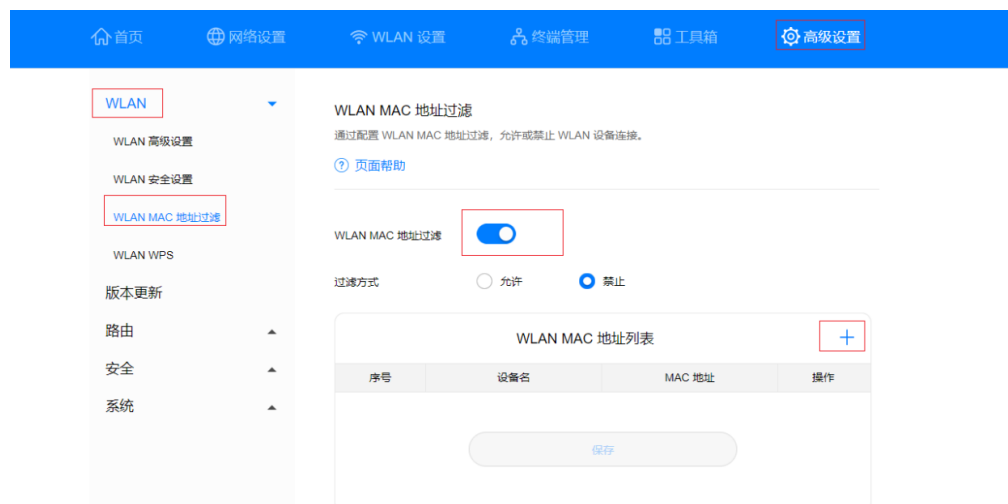 首页 网络设置 WLAN 设置 终端管理 工具箱 高级设置
WLAN
WLAN 高级设置
WLAN 安全设置
WLAN MAC 地址过滤
WLAN WPS
版本更新
路由
安全
系统
WLAN MAC 地址过滤
通过配置 WLAN MAC 地址过滤，允许或禁止 WLAN 设备连接。
? 页面帮助
WLAN MAC 地址过滤
过滤方式 允许 禁止
WLAN MAC 地址列表 +
序号 设备名 MAC 地址 操作
保存